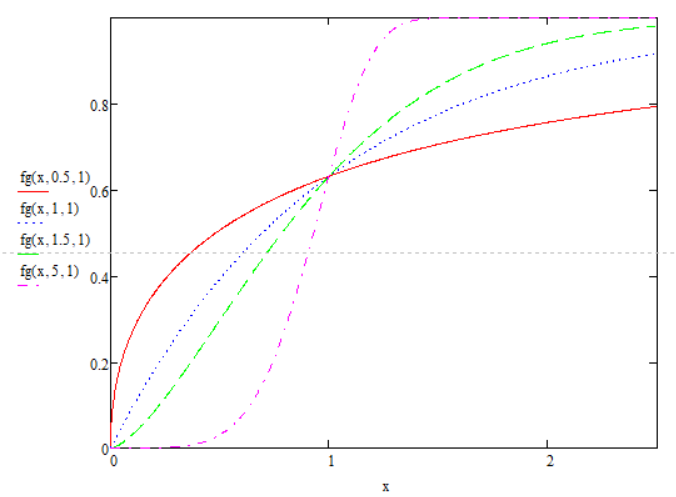 0.8
fg(x, 0.5, 1)
0.6
fg(x, 1, 1)
fg(x, 1.5, 1)
fg(x, 5, 1)
0.4
0.2
0
0 1 2
x